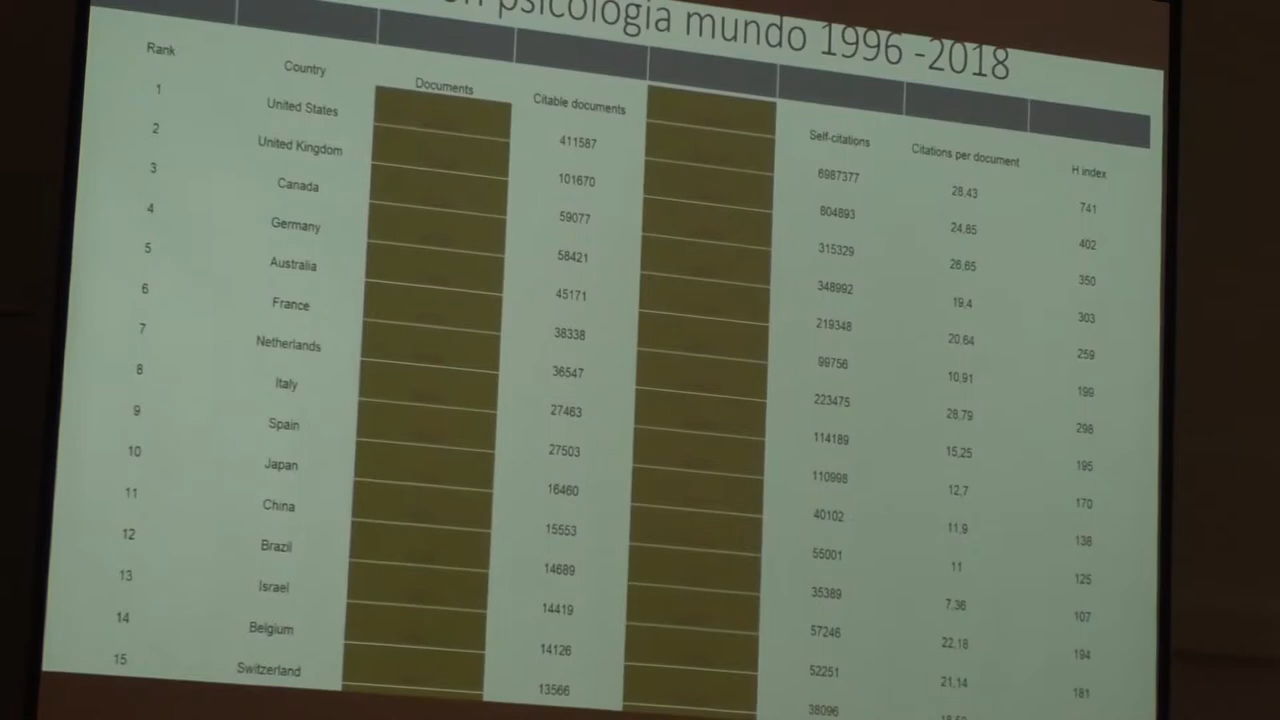 psicología mundo 1996 -2018
Rank Country Documents Citable documents Self-citations Citations per document H index
1 United States 411587 6987377 28,43 741
2 United Kingdom 101670 804893 24,85 402
3 Canada 59077 315329 26,65 350
4 Germany 58421 348992 19,4 303
5 Australia 45171 219348 20,64 259
6 France 38338 99756 10,91 199
7 Netherlands 36547 223475 28,79 298
8 Italy 27463 114189 15,25 195
9 Spain 27503 110998 12,7 170
10 Japan 16460 40102 11,9 138
11 China 15553 55001 11 125
12 Brazil 14689 35389 7,36 107
13 Israel 14419 57246 22,18 194
14 Belgium 14126 52251 21,14 181
15 Switzerland 13566 38096